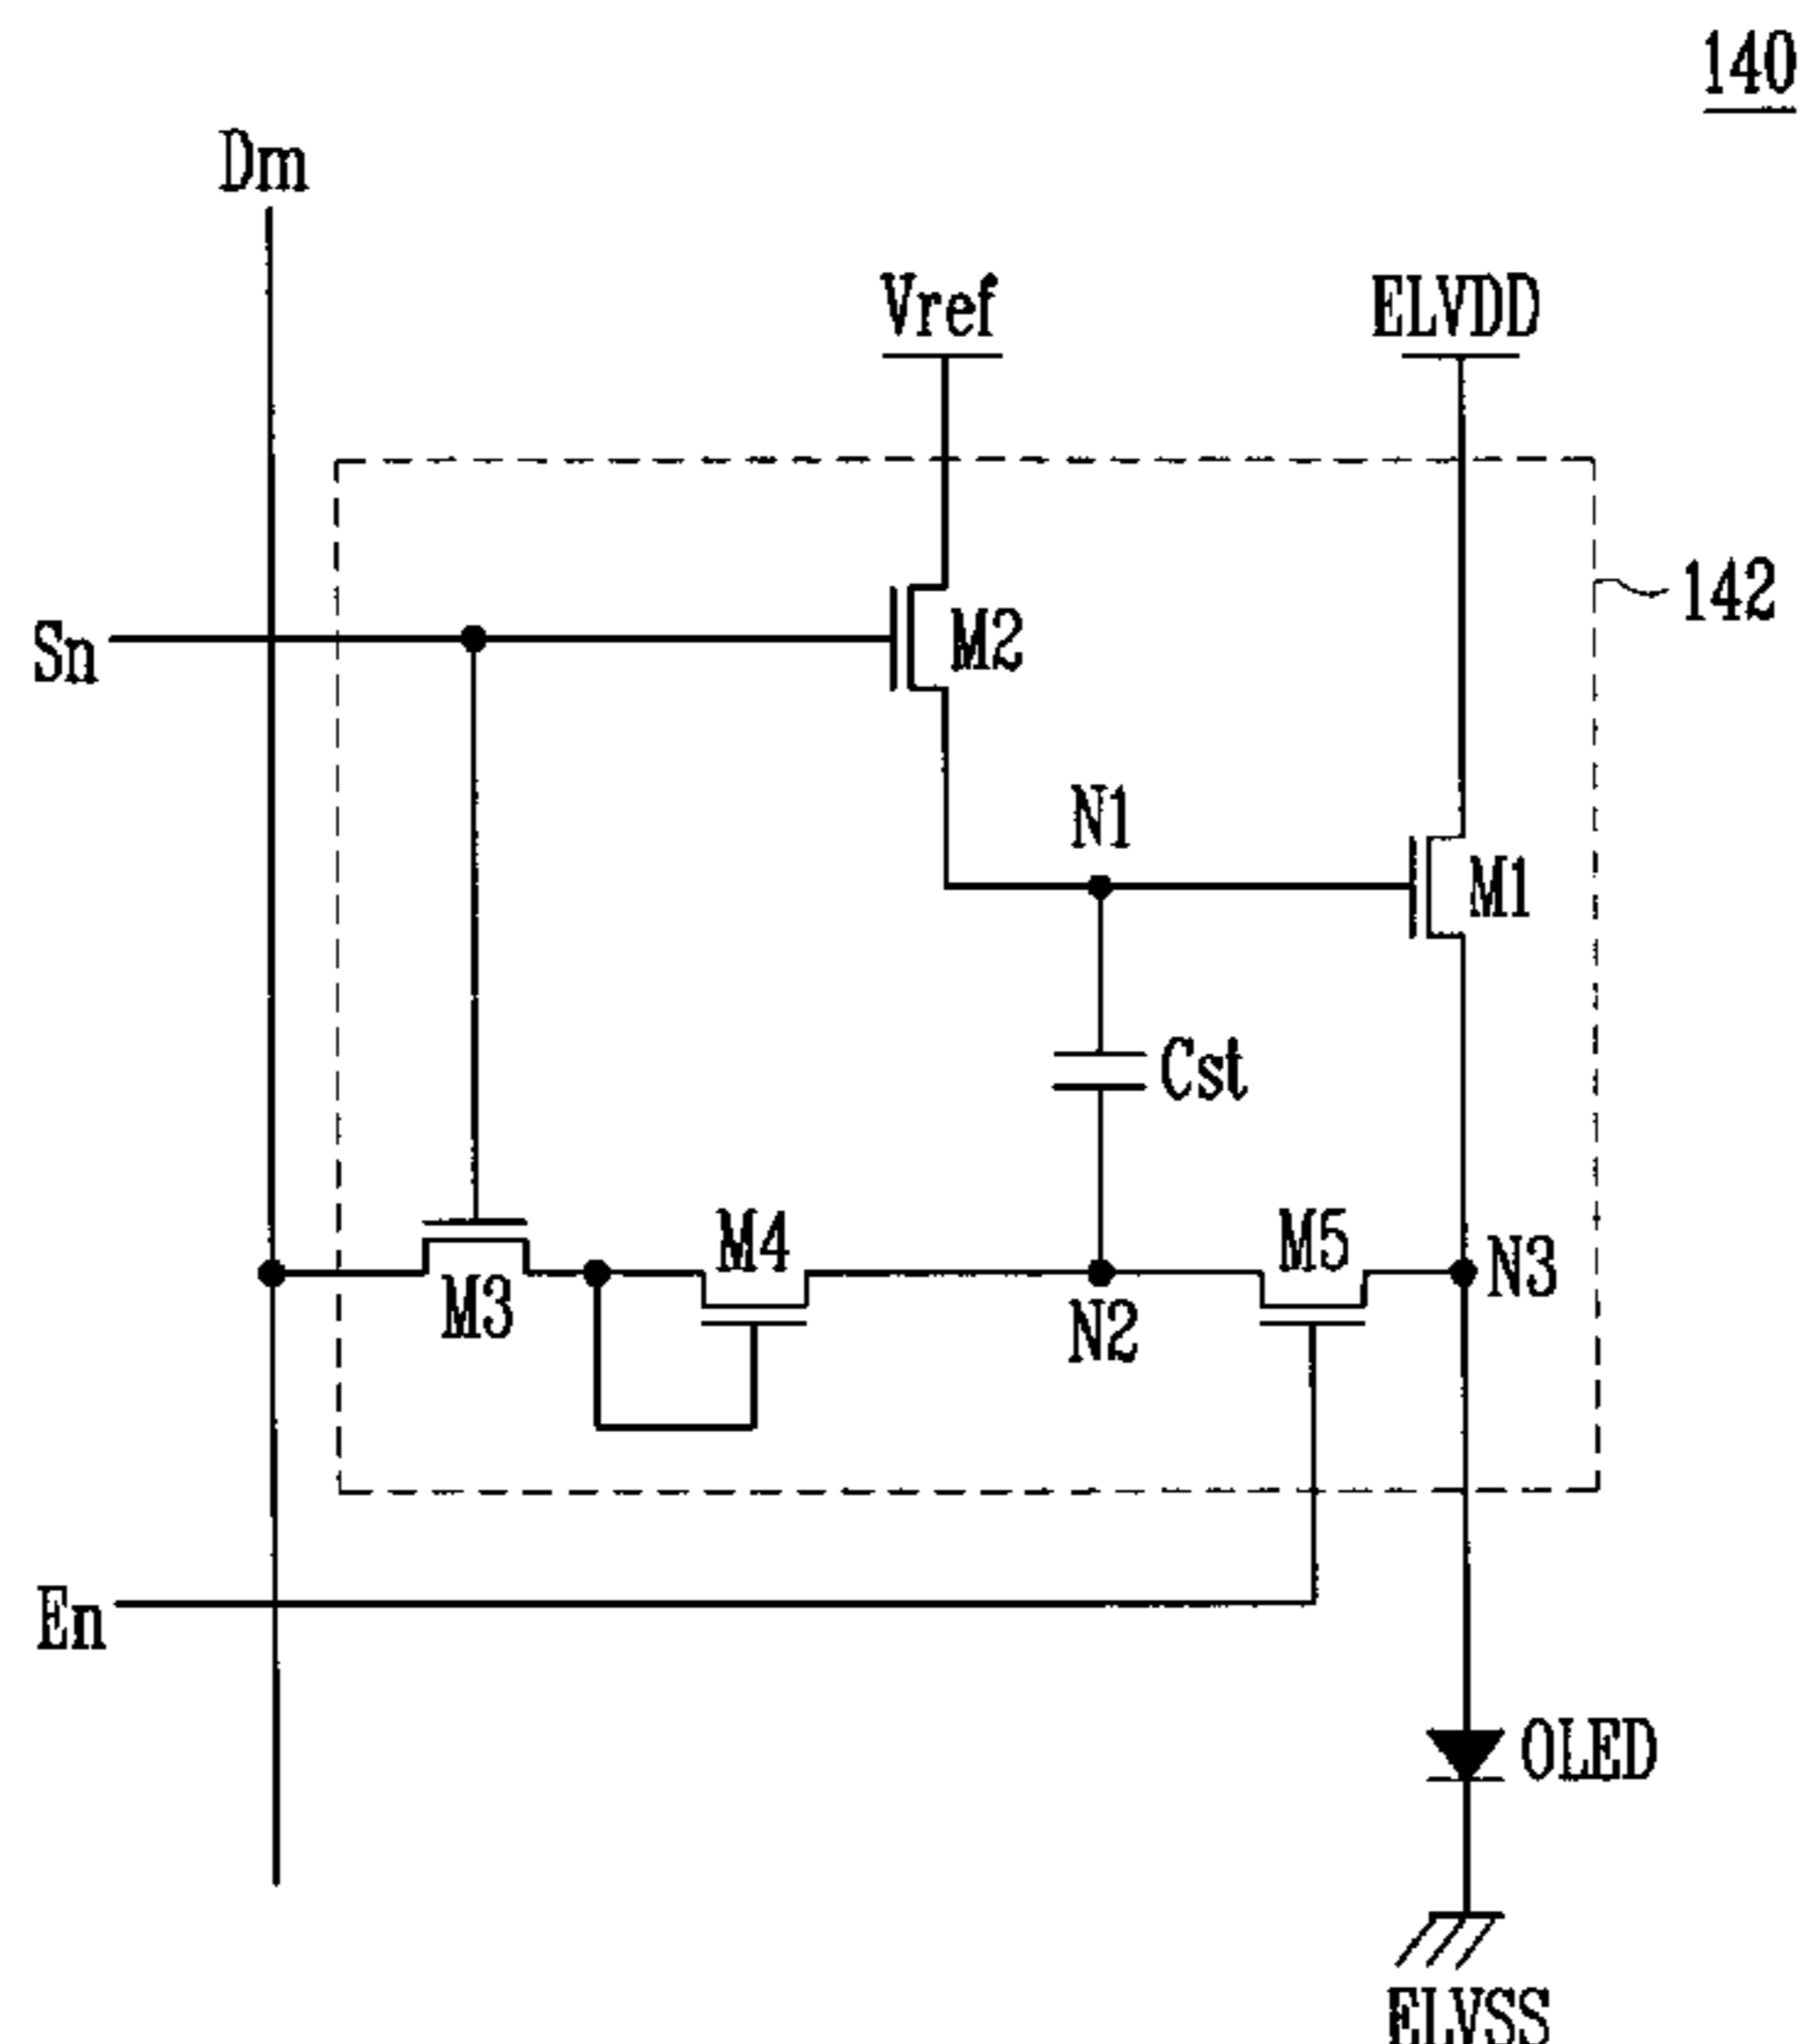 140
Dm
Vref
ELVDD
142
Sn
M2
N1
M1
Cst
M4
M5
N3
M3
N2
En
OLED
ELVSS